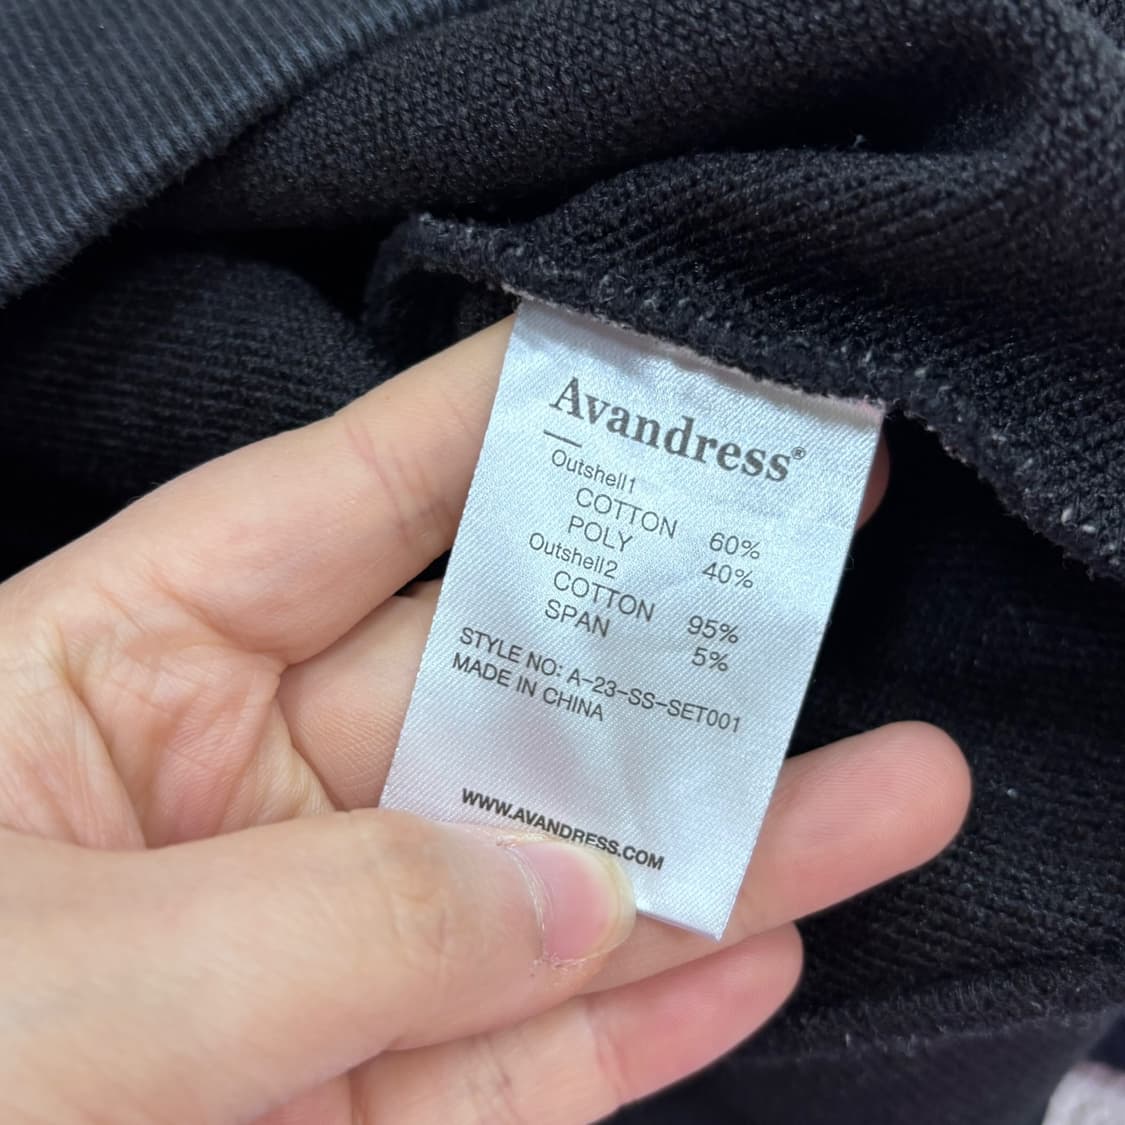 Avandress®
Outshell1
COTTON 60%
POLY 40%
Outshell2
COTTON 95%
SPAN 5%
STYLE NO: A-23-SS-SET001
MADE IN CHINA
WWW.AVANDRESS.COM